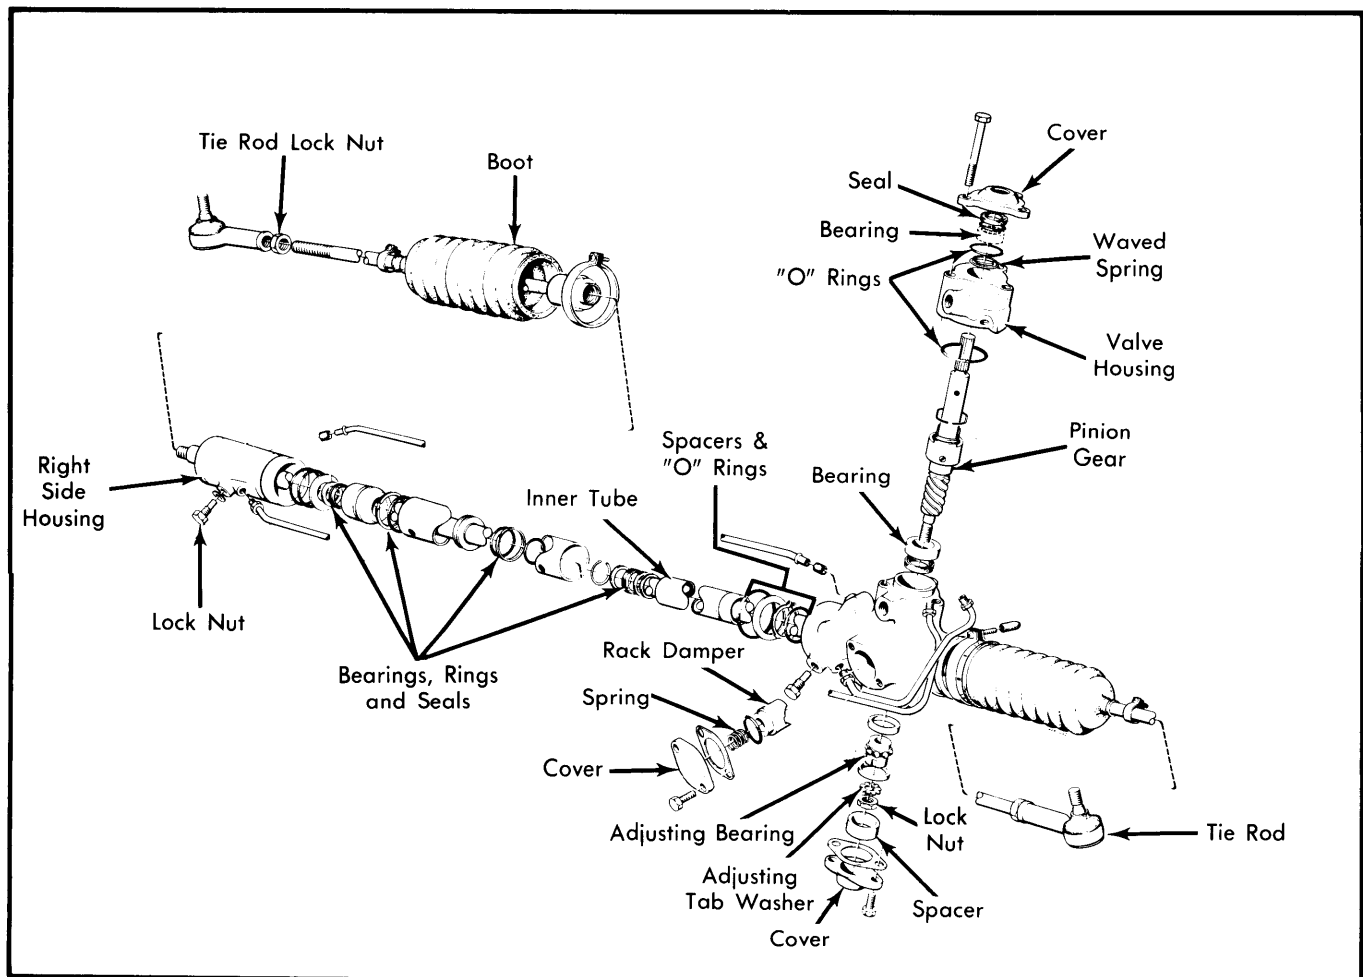 Tie Rod Lock Nut
Boot
Cover
Seal
Bearing
"O" Rings
Waved
Spring
Valve
Housing
Pinion
Gear
Bearing
Spacers &
"O" Rings
Inner Tube
Right
Side
Housing
Lock Nut
Bearings, Rings
and Seals
Rack Damper
Spring
Cover
Adjusting Bearing
Lock
Nut
Adjusting
Tab Washer
Spacer
Cover
Tie Rod